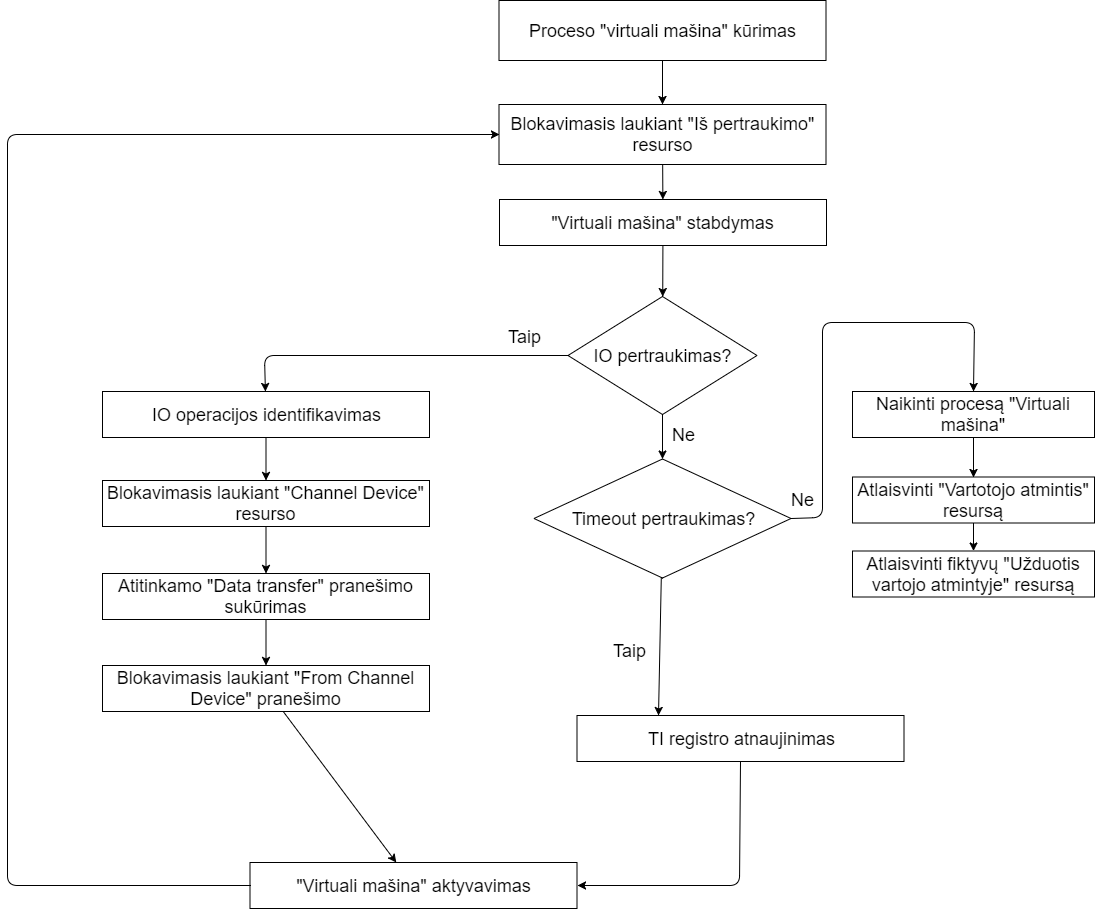 Proceso "virtuali mašina" kūrimas
Blokavimasis laukiant "Iš pertraukimo"
resurso
"Virtuali mašina" stabdymas
IO pertraukimas?
Taip
Ne
IO operacijos identifikavimas
Blokavimasis laukiant "Channel Device"
resurso
Atitinkamo "Data transfer" pranešimo
sukūrimas
Blokavimasis laukiant "From Channel
Device" pranešimo
Timeout pertraukimas?
Ne
Taip
Naikinti procesą "Virtuali
mašina"
Atlaisvinti "Vartotojo atmintis"
resursą
Atlaisvinti fiktyvų "Užduotis
vartojo atmintyje" resursą
TI registro atnaujinimas
"Virtuali mašina" aktyvavimas